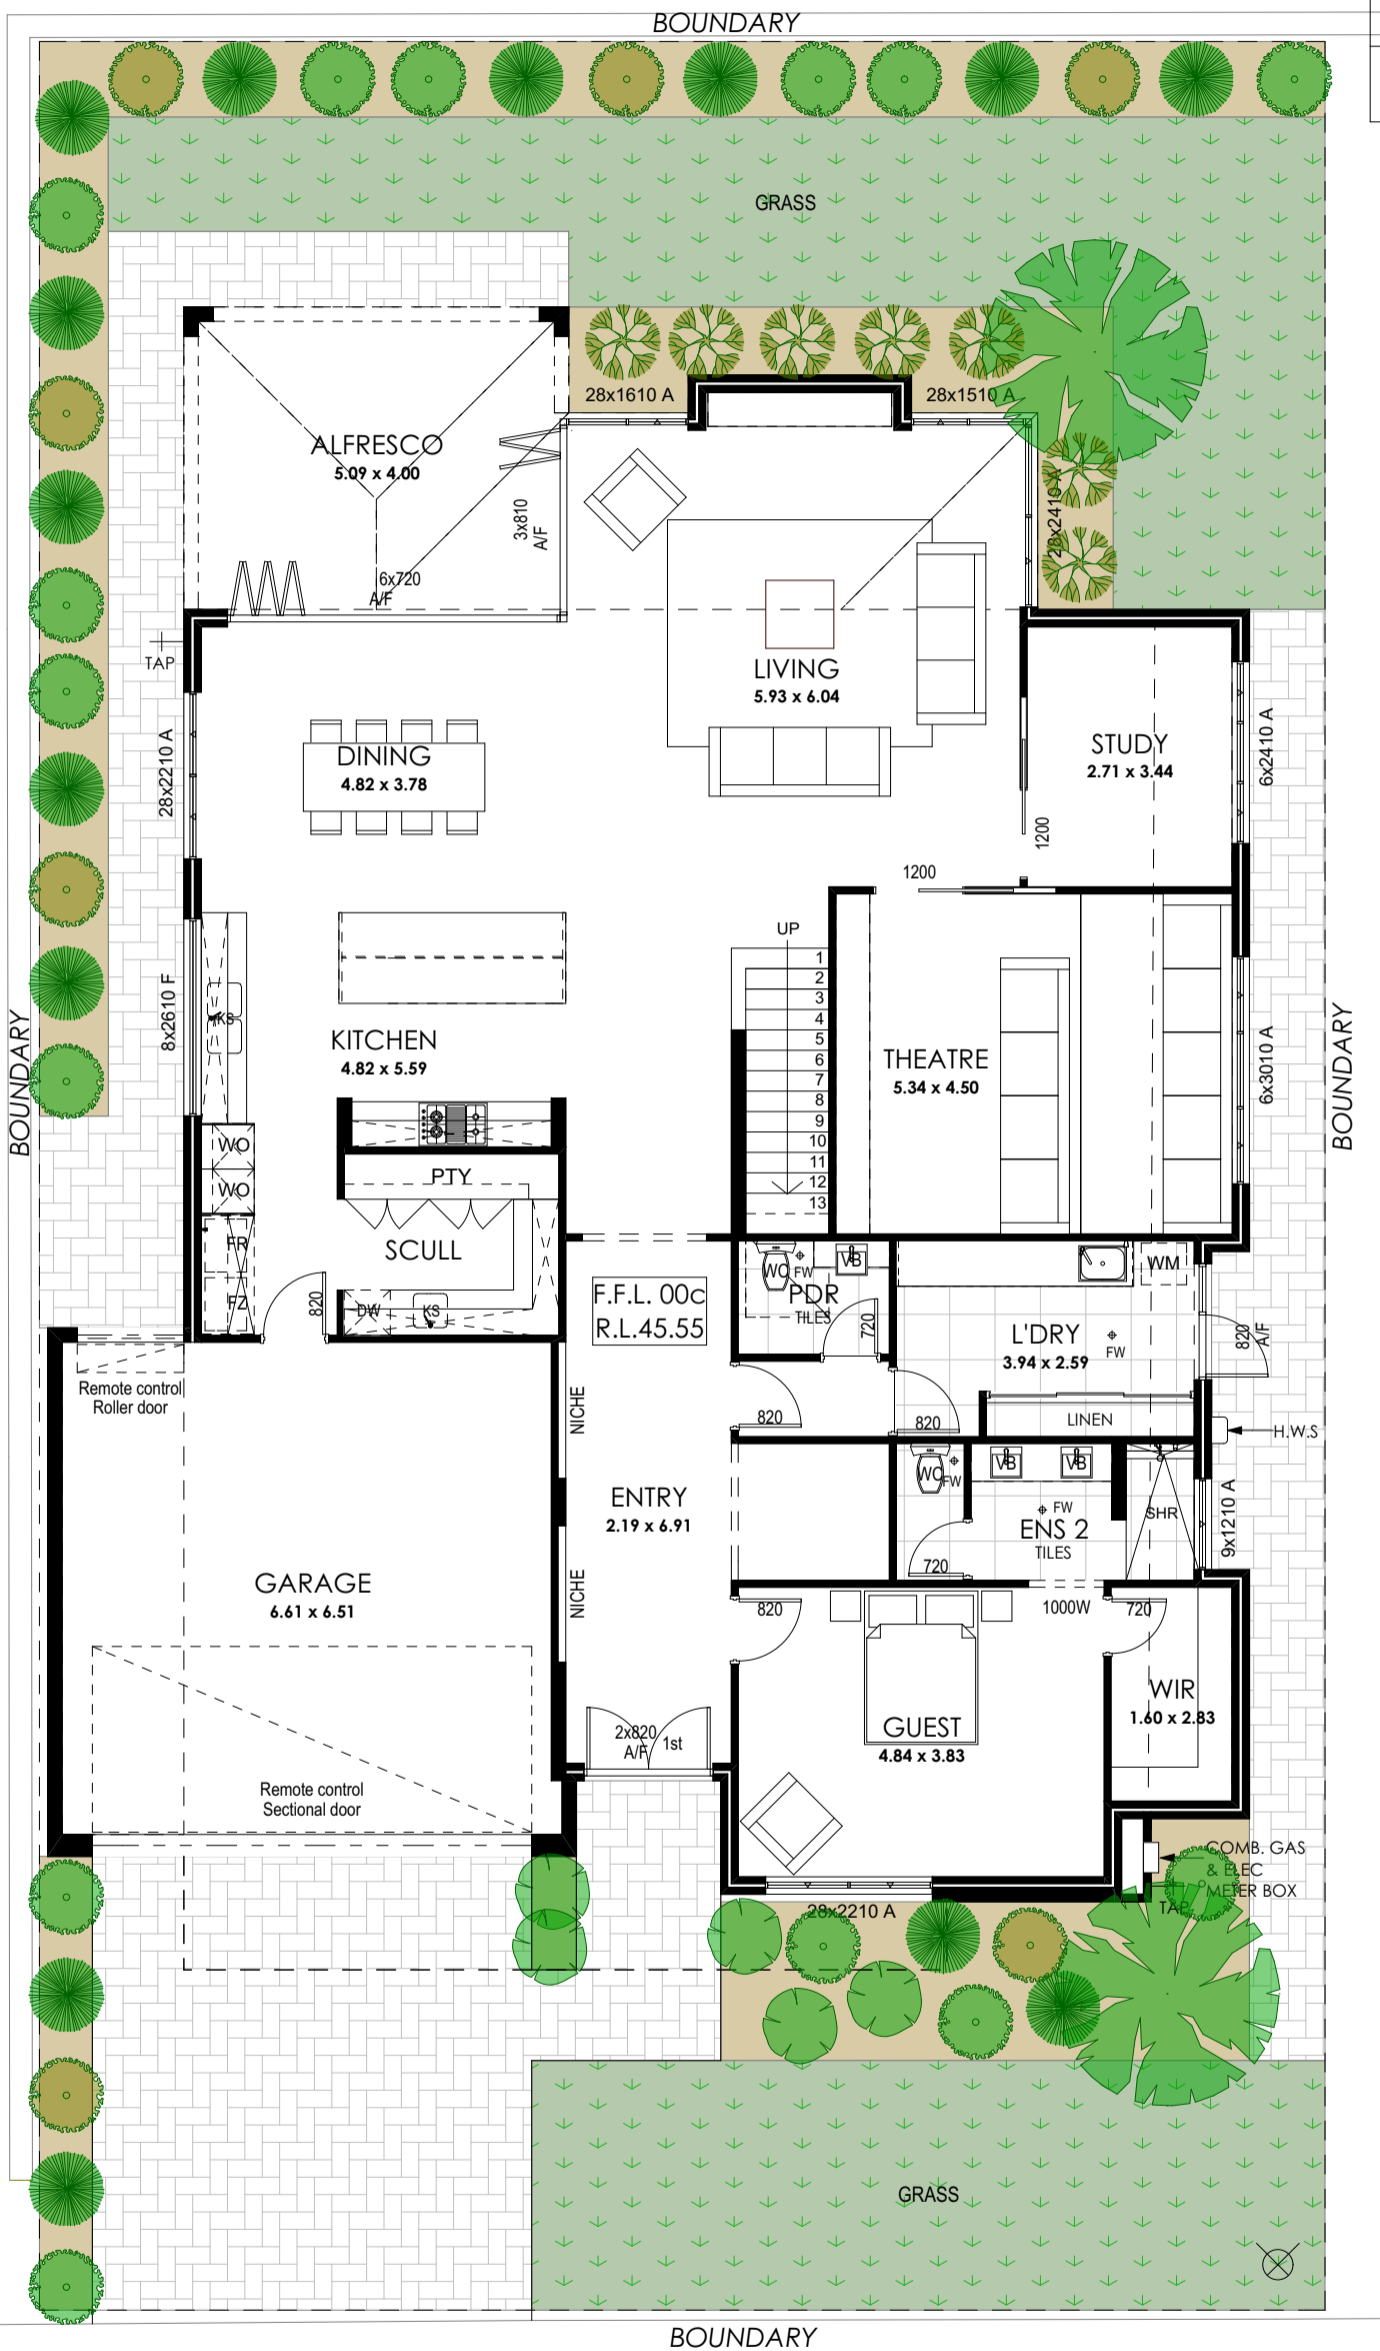 BOUNDARY
GRASS
28x1610 A
28x1510 A
ALFRESCO
5.09 x 4.00
3x810
A/F
28x2410 A
6x720
A/F
TAP
LIVING
5.93 x 6.04
28x2210 A
DINING
4.82 x 3.78
STUDY
2.71 x 3.44
6x2410 A
1200
1200
UP
1
2
3
4
5
6
7
8
9
10
11
12
13
8x2610 F
KS
KITCHEN
4.82 x 5.59
THEATRE
5.34 x 4.50
6x3010 A
BOUNDARY
BOUNDARY
WO
WO
PTY
SCULL
FR
FZ
820
DW
KS
F.F.L. 00c
R.L.45.55
WC
FW
VB
PDR
TILES
720
WM
L'DRY
3.94 x 2.59
FW
820
A/F
Remote control
Roller door
NICHE
820
820
LINEN
H.W.S
WC
FW
VB
VB
FW
ENS 2
TILES
SHR
9x1210 A
ENTRY
2.19 x 6.91
720
GARAGE
6.61 x 6.51
NICHE
820
1000W
720
WIR
1.60 x 2.83
GUEST
4.84 x 3.83
2x820
A/F
1st
Remote control
Sectional door
COMB. GAS
& ELEC
METER BOX
TAP
28x2210 A
GRASS
BOUNDARY